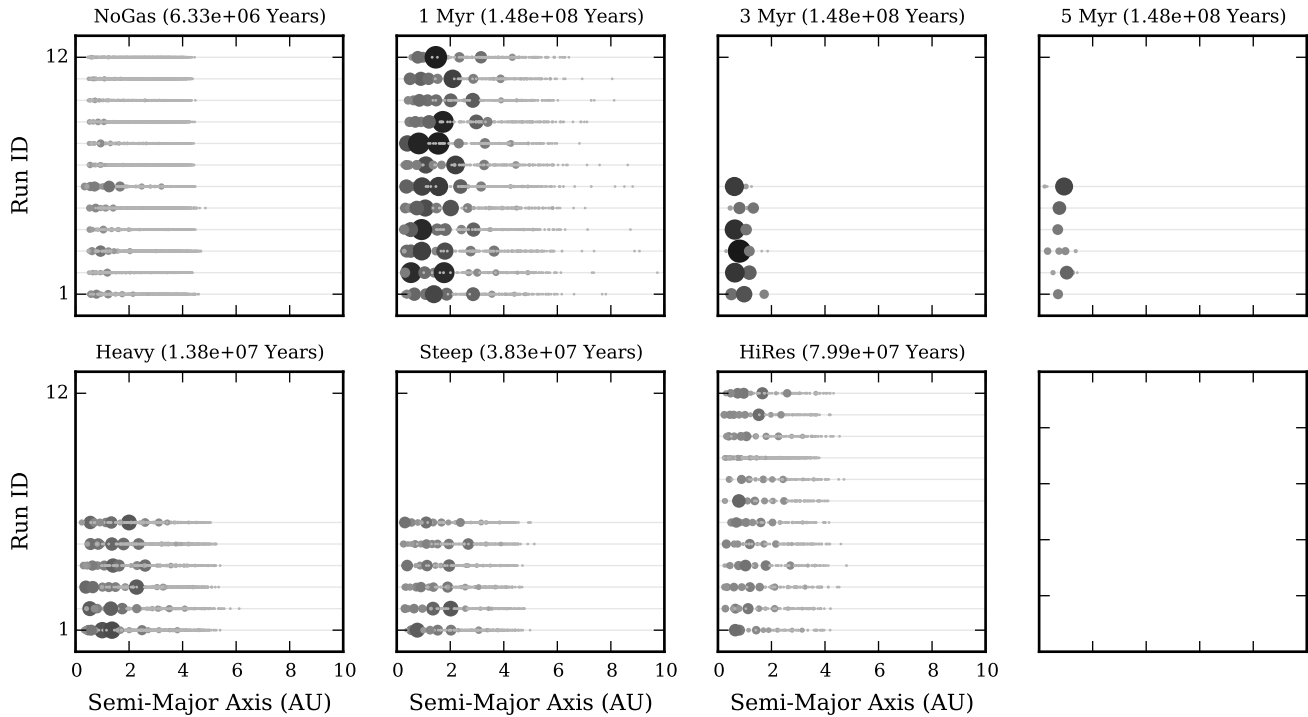 NoGas (6.33e+06 Years)
1 Myr (1.48e+08 Years)
3 Myr (1.48e+08 Years)
5 Myr (1.48e+08 Years)
12
Run ID
1
Heavy (1.38e+07 Years)
Steep (3.83e+07 Years)
HiRes (7.99e+07 Years)
12
Run ID
1
0 2 4 6 8 10
0 2 4 6 8 10
0 2 4 6 8 10
Semi-Major Axis (AU)
Semi-Major Axis (AU)
Semi-Major Axis (AU)